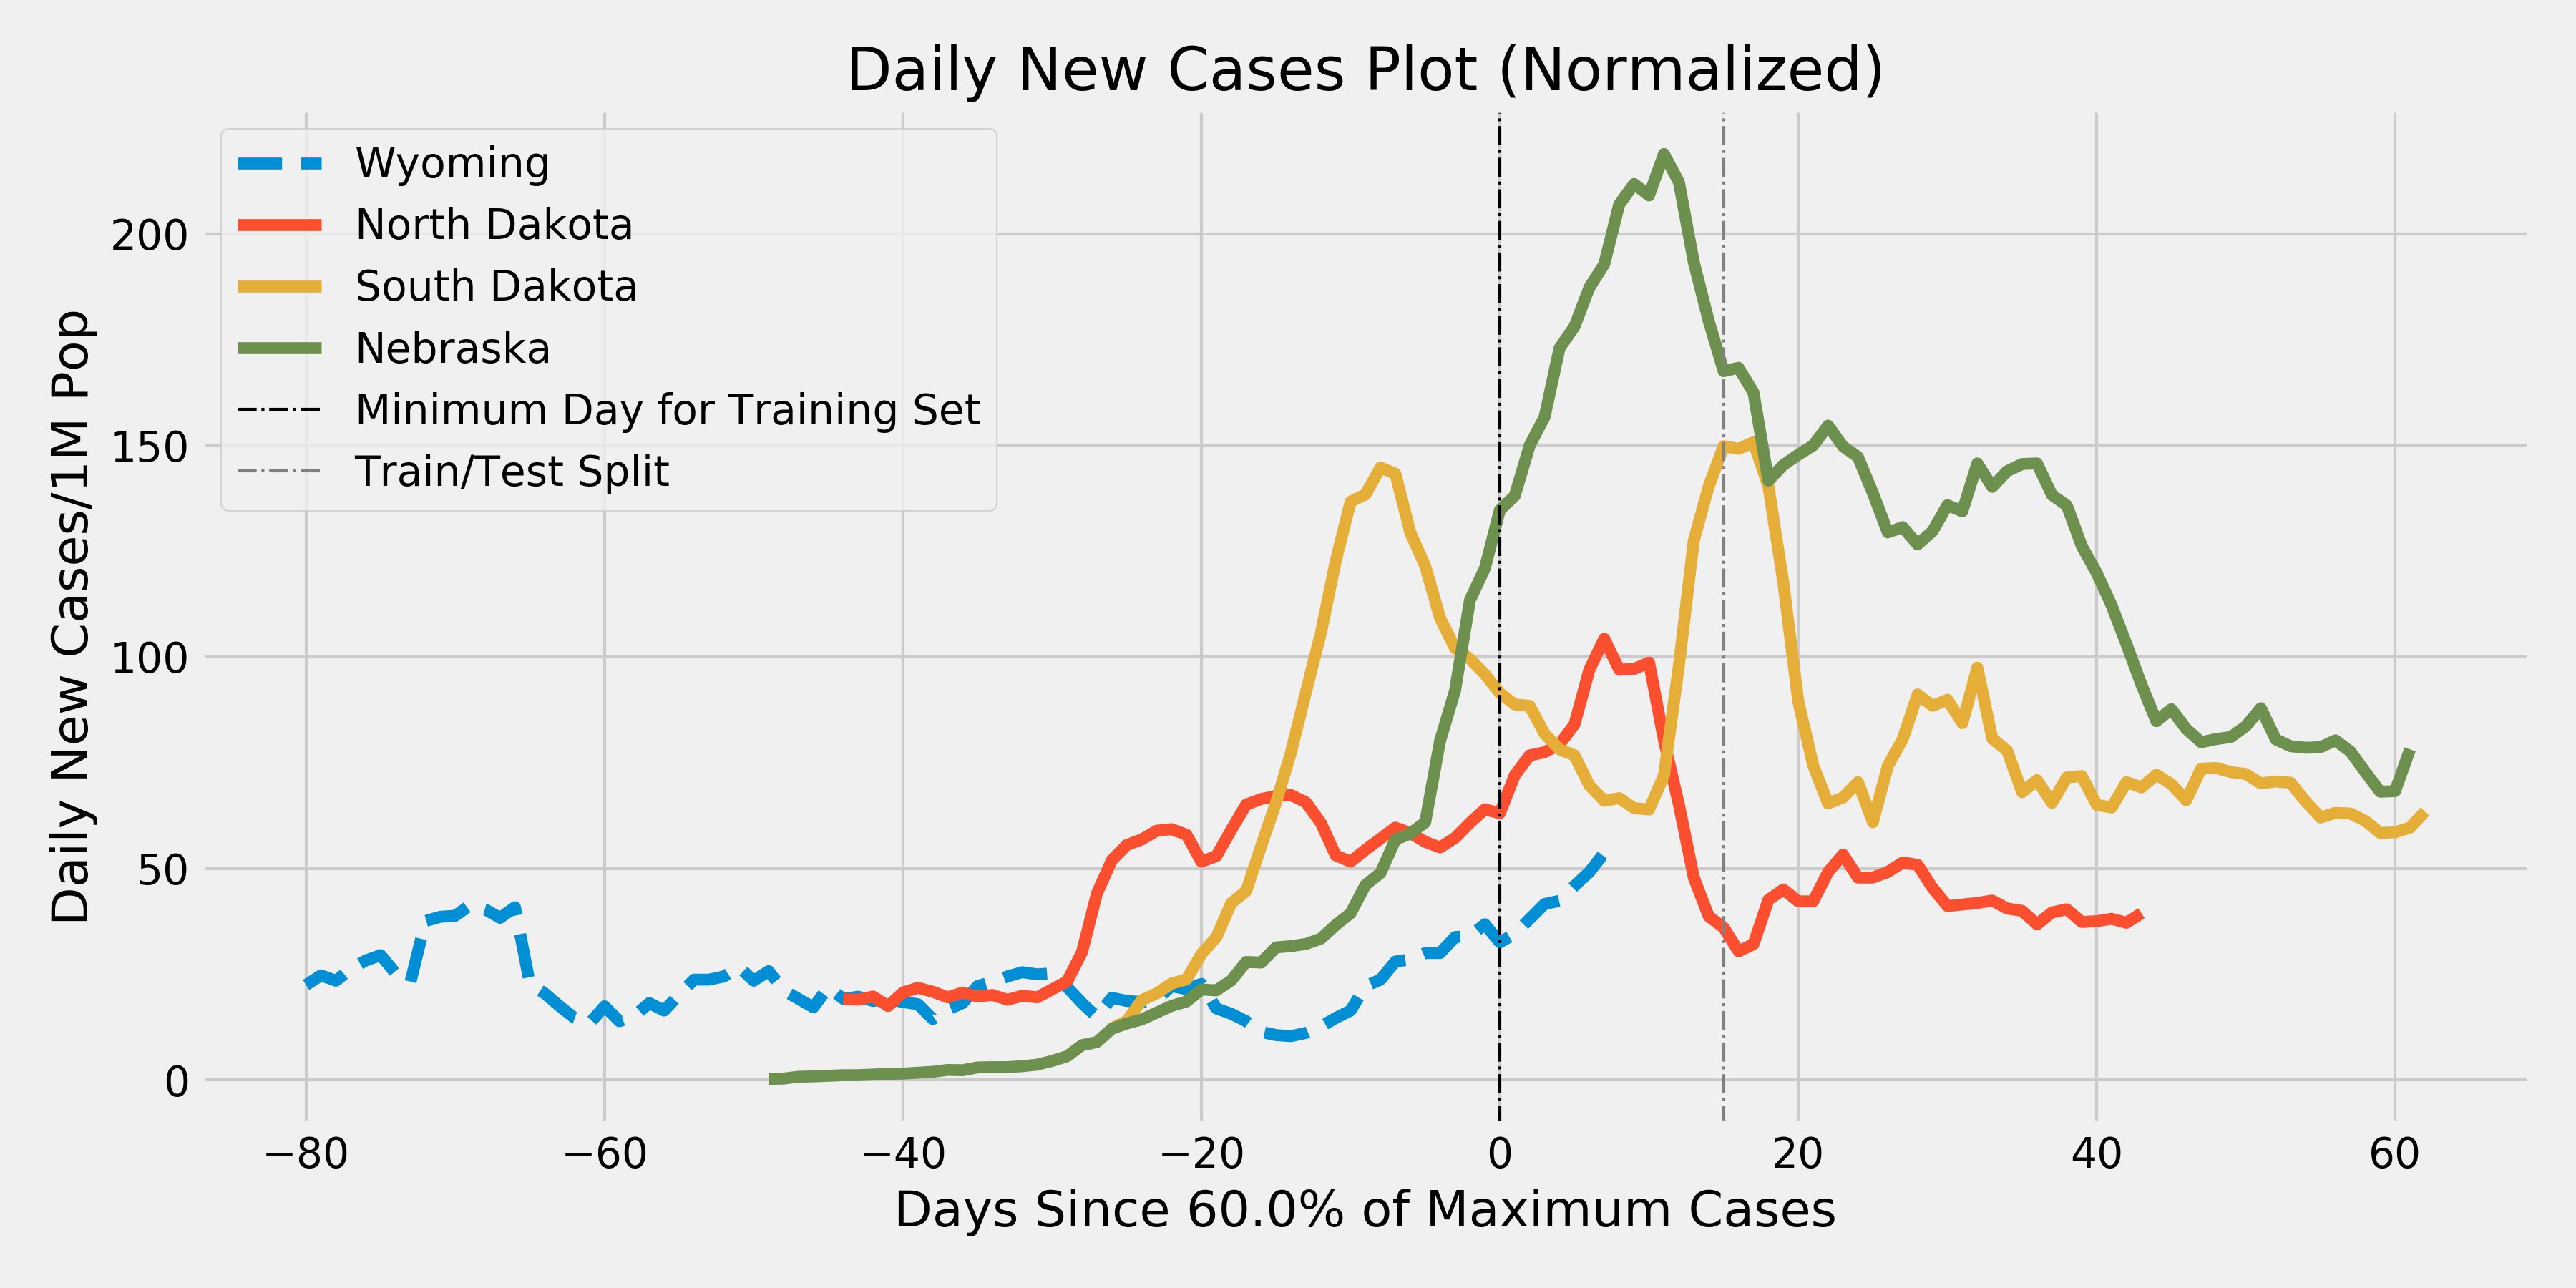 Daily New Cases Plot (Normalized)
Wyoming
North Dakota
South Dakota
Nebraska
Minimum Day for Training Set
Train/Test Split
Daily New Cases/1M Pop
200
150
100
50
0
−80 −60 −40 −20 0 20 40 60
Days Since 60.0% of Maximum Cases